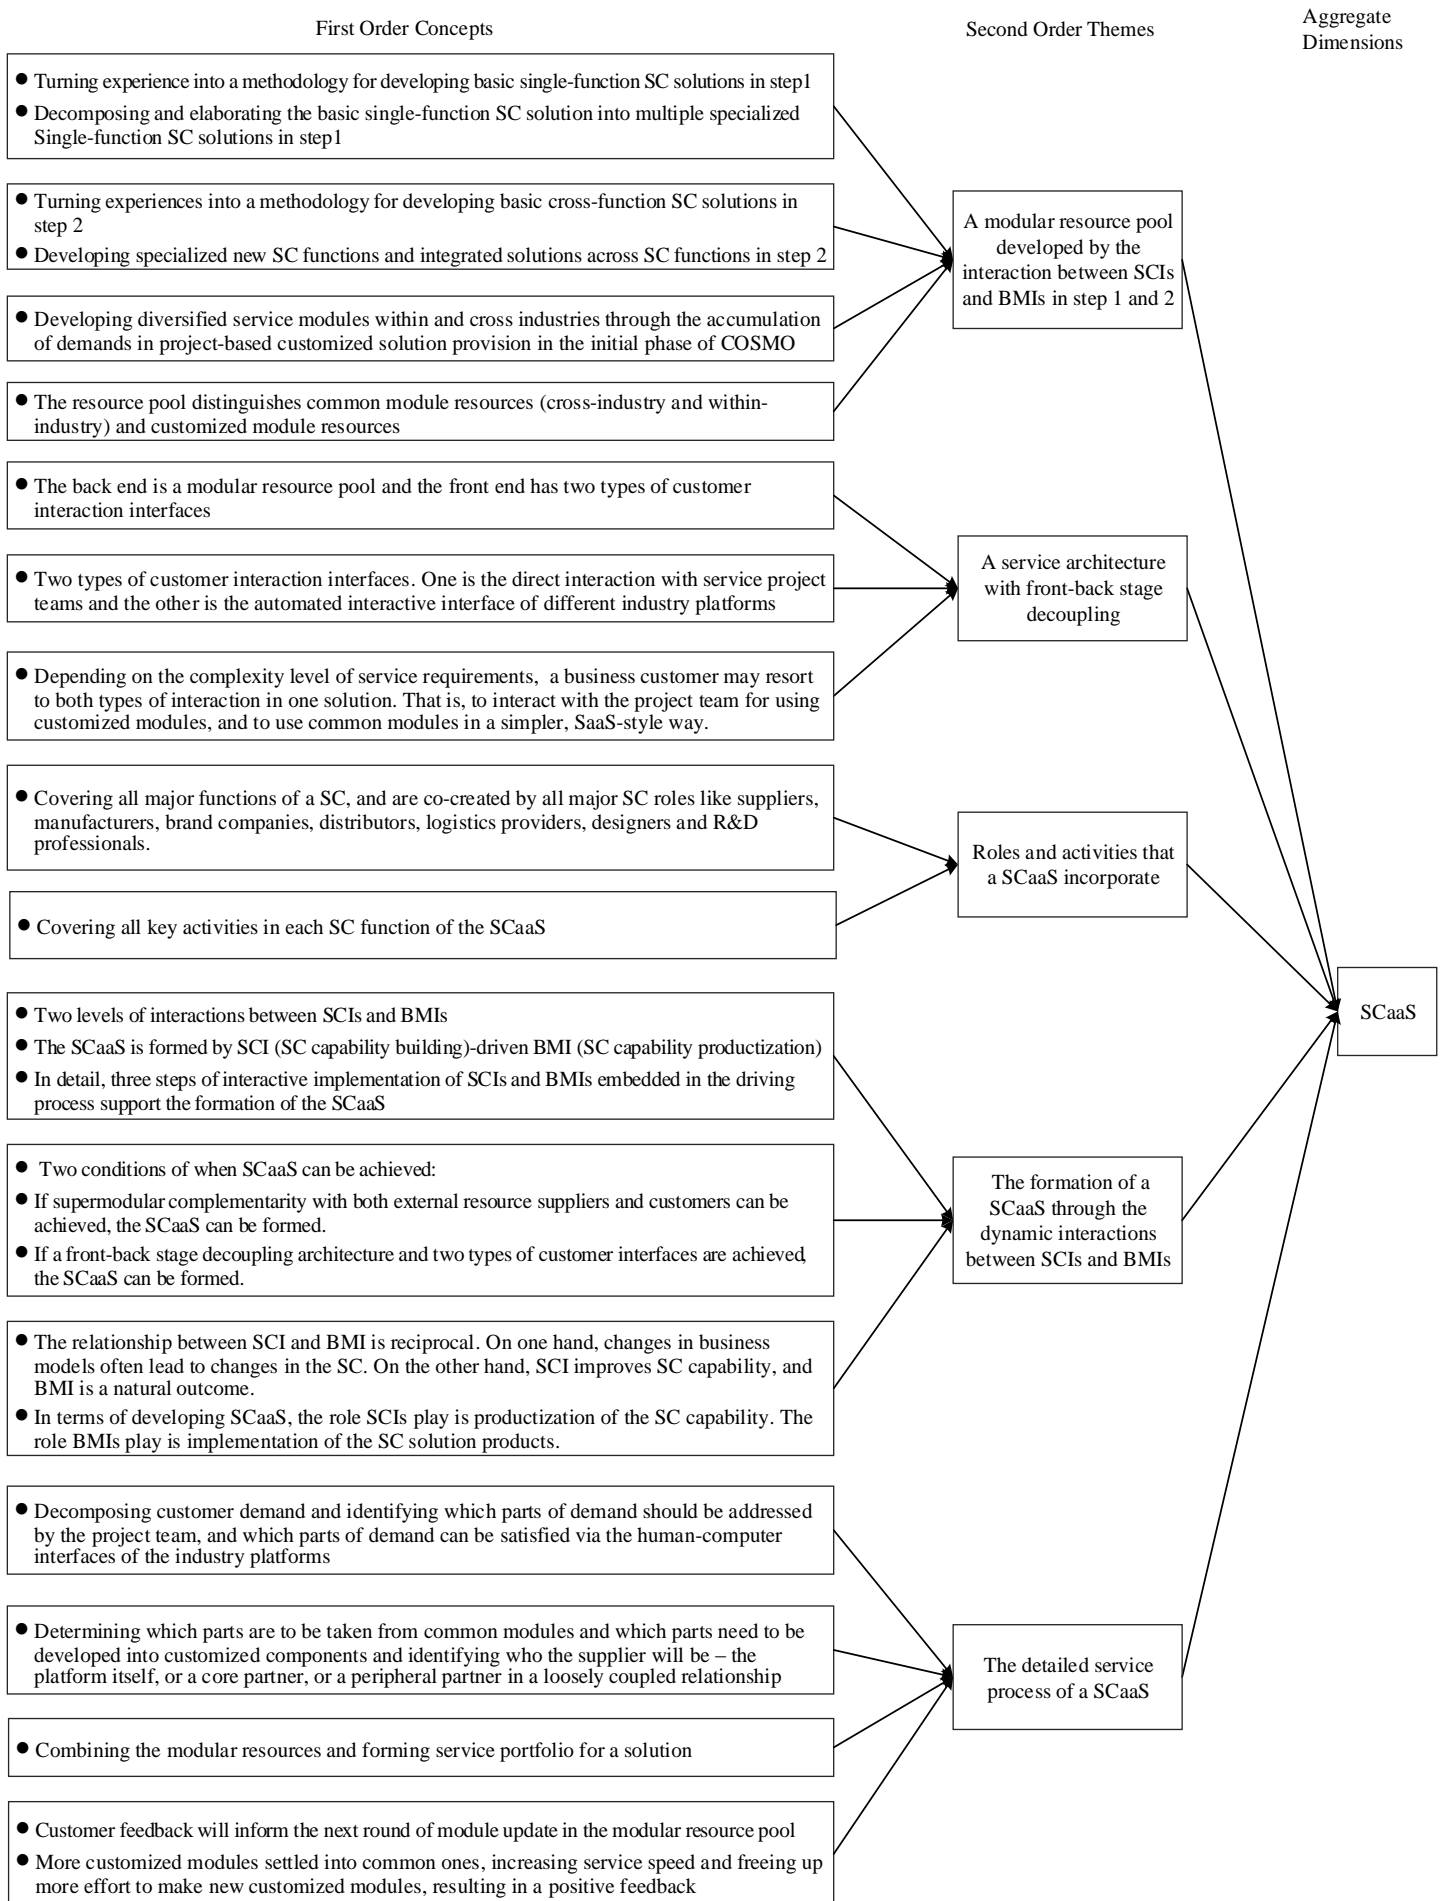 First Order Concepts
Second Order Themes
Aggregate
Dimensions
● Turning experience into a methodology for developing basic single-function SC solutions in step1
● Decomposing and elaborating the basic single-function SC solution into multiple specialized
Single-function SC solutions in step1
● Turning experiences into a methodology for developing basic cross-function SC solutions in
step 2
● Developing specialized new SC functions and integrated solutions across SC functions in step 2
● Developing diversified service modules within and cross industries through the accumulation
of demands in project-based customized solution provision in the initial phase of COSMO
● The resource pool distinguishes common module resources (cross-industry and within-
industry) and customized module resources
A modular resource pool
developed by the
interaction between SCIs
and BMIs in step 1 and 2
● The back end is a modular resource pool and the front end has two types of customer
interaction interfaces
● Two types of customer interaction interfaces. One is the direct interaction with service project
teams and the other is the automated interactive interface of different industry platforms
● Depending on the complexity level of service requirements, a business customer may resort
to both types of interaction in one solution. That is, to interact with the project team for using
customized modules, and to use common modules in a simpler, SaaS-style way.
A service architecture
with front-back stage
decoupling
● Covering all major functions of a SC, and are co-created by all major SC roles like suppliers,
manufacturers, brand companies, distributors, logistics providers, designers and R&D
professionals.
● Covering all key activities in each SC function of the SCaaS
Roles and activities that
a SCaaS incorporate
● Two levels of interactions between SCIs and BMIs
● The SCaaS is formed by SCI (SC capability building)-driven BMI (SC capability productization)
● In detail, three steps of interactive implementation of SCIs and BMIs embedded in the driving
process support the formation of the SCaaS
● Two conditions of when SCaaS can be achieved:
● If supermodular complementarity with both external resource suppliers and customers can be
achieved, the SCaaS can be formed.
● If a front-back stage decoupling architecture and two types of customer interfaces are achieved,
the SCaaS can be formed.
● The relationship between SCI and BMI is reciprocal. On one hand, changes in business
models often lead to changes in the SC. On the other hand, SCI improves SC capability, and
BMI is a natural outcome.
● In terms of developing SCaaS, the role SCIs play is productization of the SC capability. The
role BMIs play is implementation of the SC solution products.
The formation of a
SCaaS through the
dynamic interactions
between SCIs and BMIs
● Decomposing customer demand and identifying which parts of demand should be addressed
by the project team, and which parts of demand can be satisfied via the human-computer
interfaces of the industry platforms
● Determining which parts are to be taken from common modules and which parts need to be
developed into customized components and identifying who the supplier will be – the
platform itself, or a core partner, or a peripheral partner in a loosely coupled relationship
● Combining the modular resources and forming service portfolio for a solution
● Customer feedback will inform the next round of module update in the modular resource pool
● More customized modules settled into common ones, increasing service speed and freeing up
more effort to make new customized modules, resulting in a positive feedback
The detailed service
process of a SCaaS
SCaaS